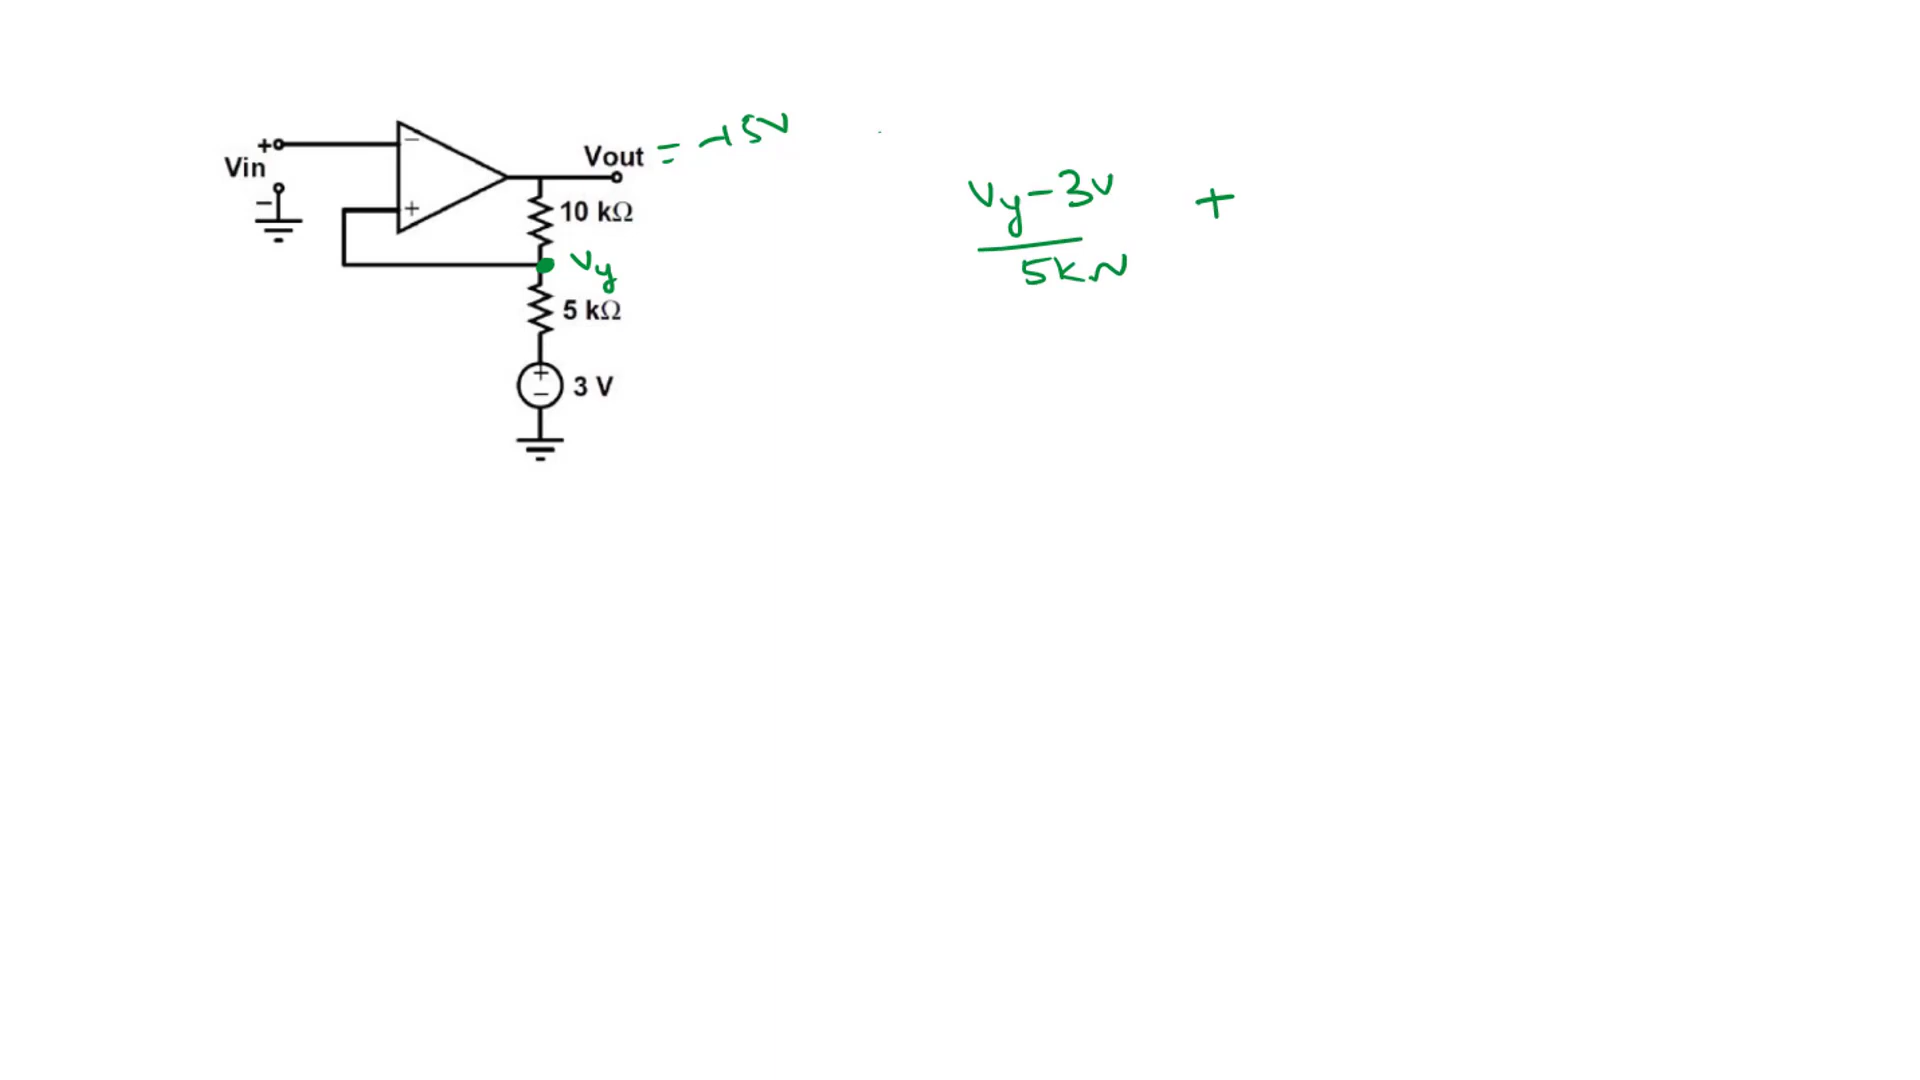 Vin + −
− +
Vout = -15V
10 kΩ
Vy
5 kΩ
+ − 3 V
Vy-3V +
5kΩ